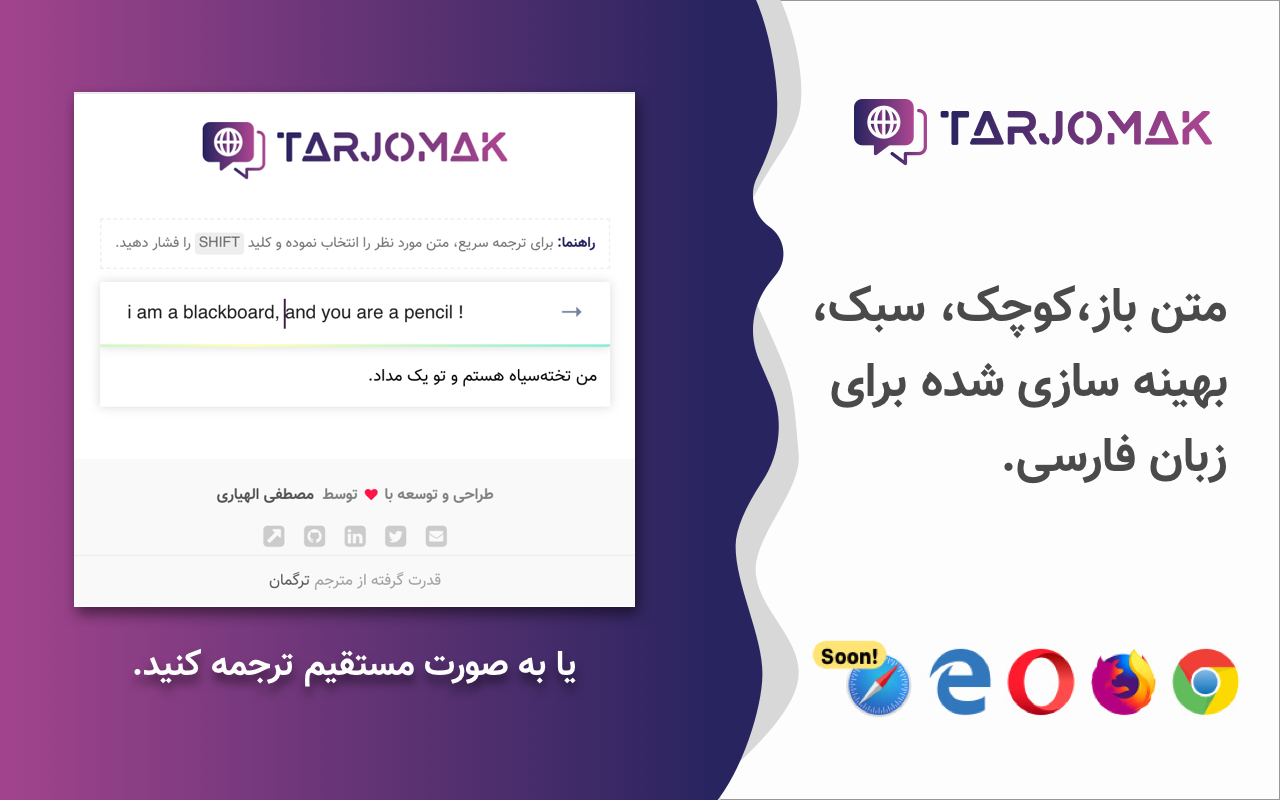 TARJOMAK
راهنما: برای ترجمه سریع، متن مورد نظر را انتخاب نموده و کلید SHIFT را فشار دهید.
i am a blackboard, and you are a pencil !
من تخته‌سیاه هستم و تو یک مداد.
طراحی و توسعه با توسط مصطفی الهیاری
قدرت گرفته از مترجم ترگمان
یا به صورت مستقیم ترجمه کنید.
TARJOMAK
متن باز،کوچک، سبک،
بهینه سازی شده برای
زبان فارسی.
Soon!